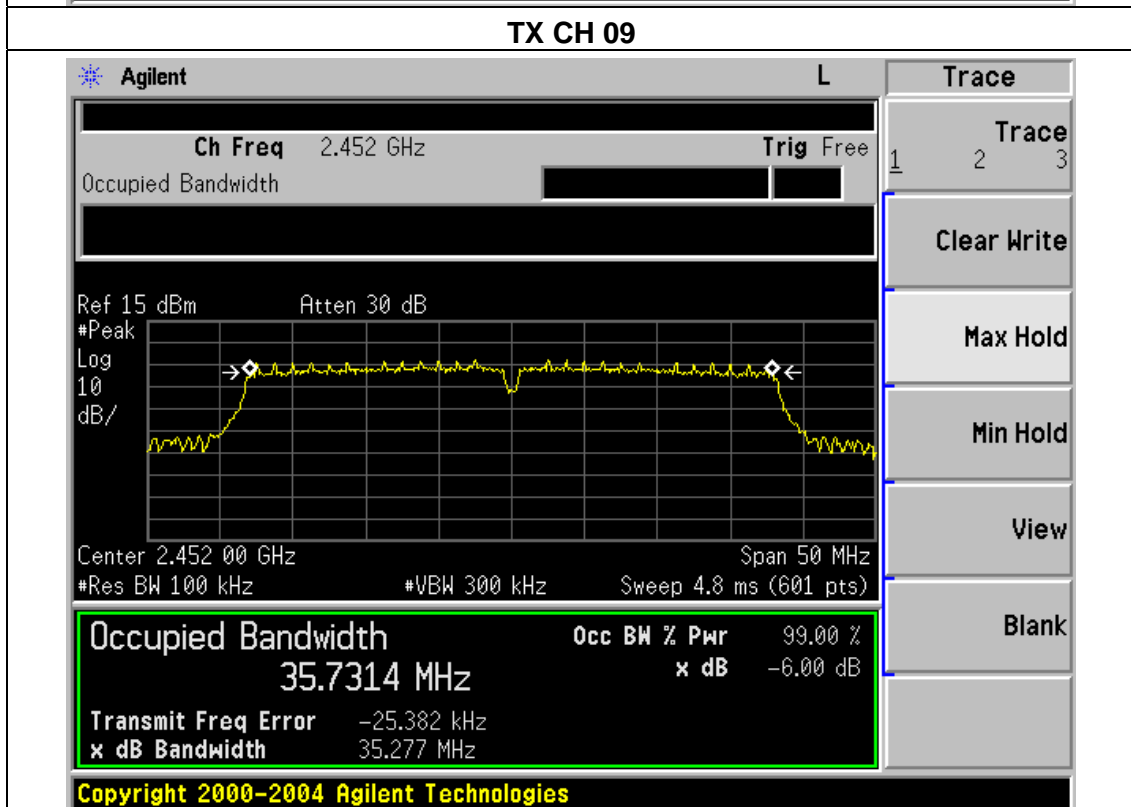 TX CH 09
Agilent L Trace
Ch Freq 2.452 GHz Trig Free
Occupied Bandwidth
Trace
1 2 3
Clear Write
Max Hold
Min Hold
View
Blank
Ref 15 dBm Atten 30 dB
#Peak
Log
10
dB/
Center 2.452 00 GHz Span 50 MHz
#Res BW 100 kHz #VBW 300 kHz Sweep 4.8 ms (601 pts)
Occupied Bandwidth Occ BW % Pwr 99.00 %
35.7314 MHz x dB -6.00 dB
Transmit Freq Error -25.382 kHz
x dB Bandwidth 35.277 MHz
Copyright 2000-2004 Agilent Technologies